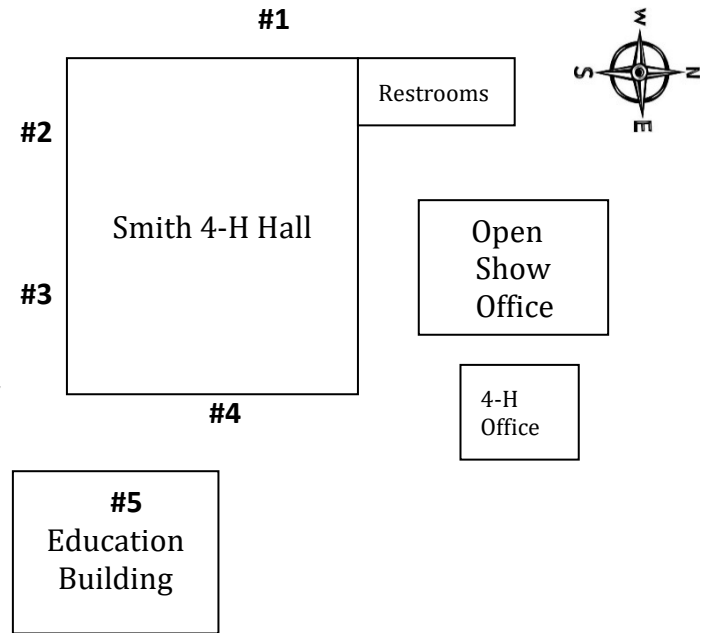 #1
W
S
N
E
Restrooms
#2
Smith 4-H Hall
Open
Show
Office
#3
4-H
Office
#4
#5
Education
Building